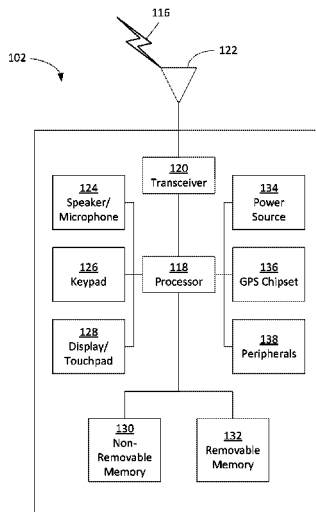 116
102
122
120
Transceiver
124
Speaker/
Microphone
134
Power
Source
126
Keypad
118
Processor
136
GPS Chipset
128
Display/
Touchpad
138
Peripherals
130
Non-
Removable
Memory
132
Removable
Memory